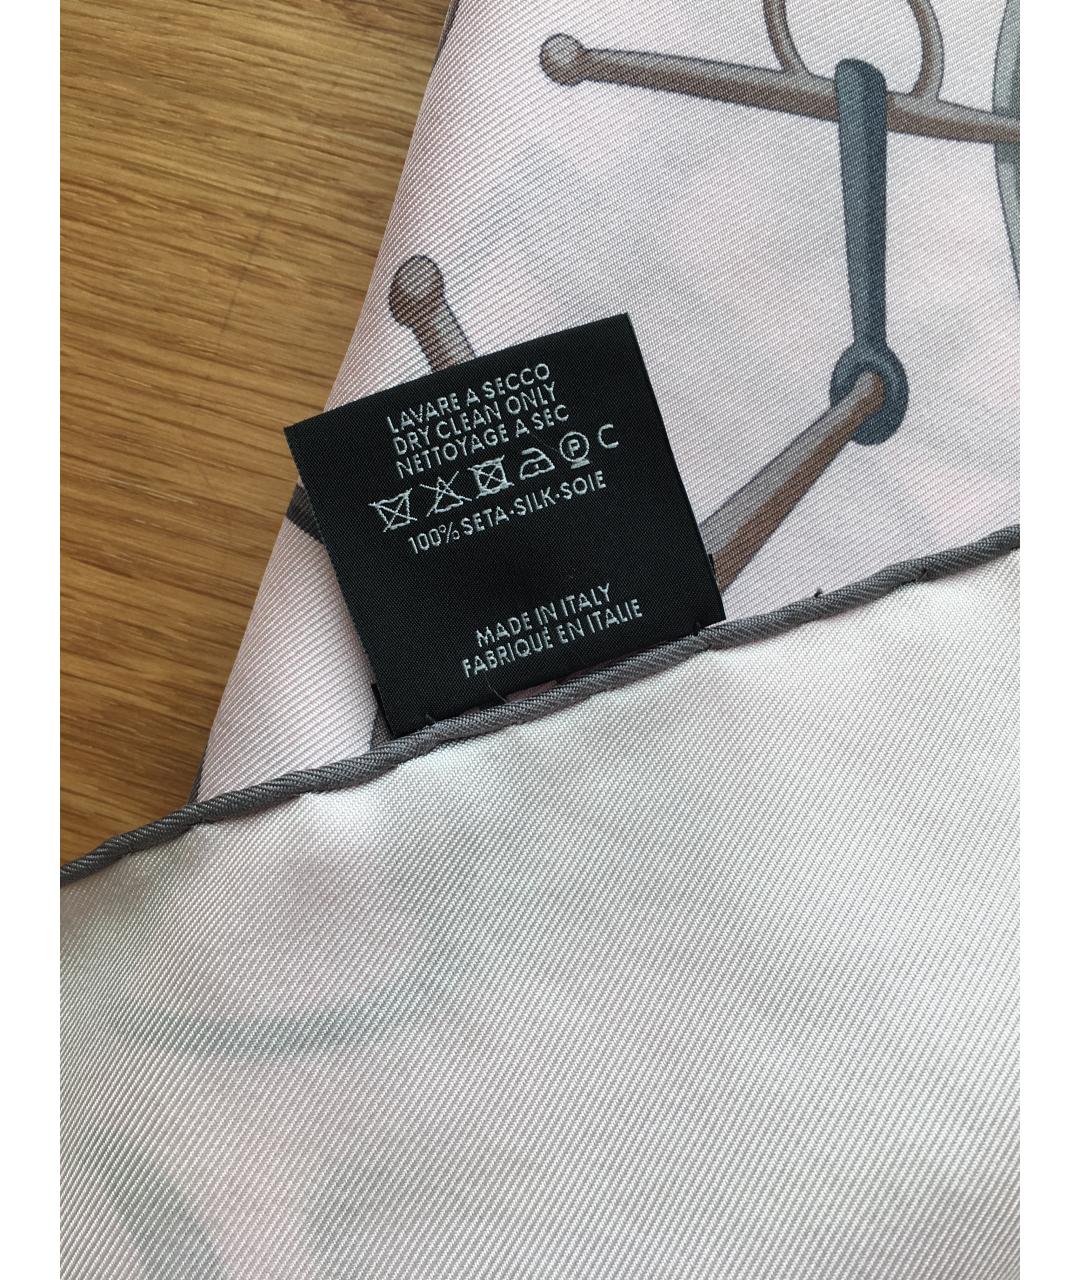 LAVARE A SECCO
DRY CLEAN ONLY
NETTOYAGE A SEC
P C
100% SETA-SILK-SOIE
MADE IN ITALY
FABRIQUÉ EN ITALIE